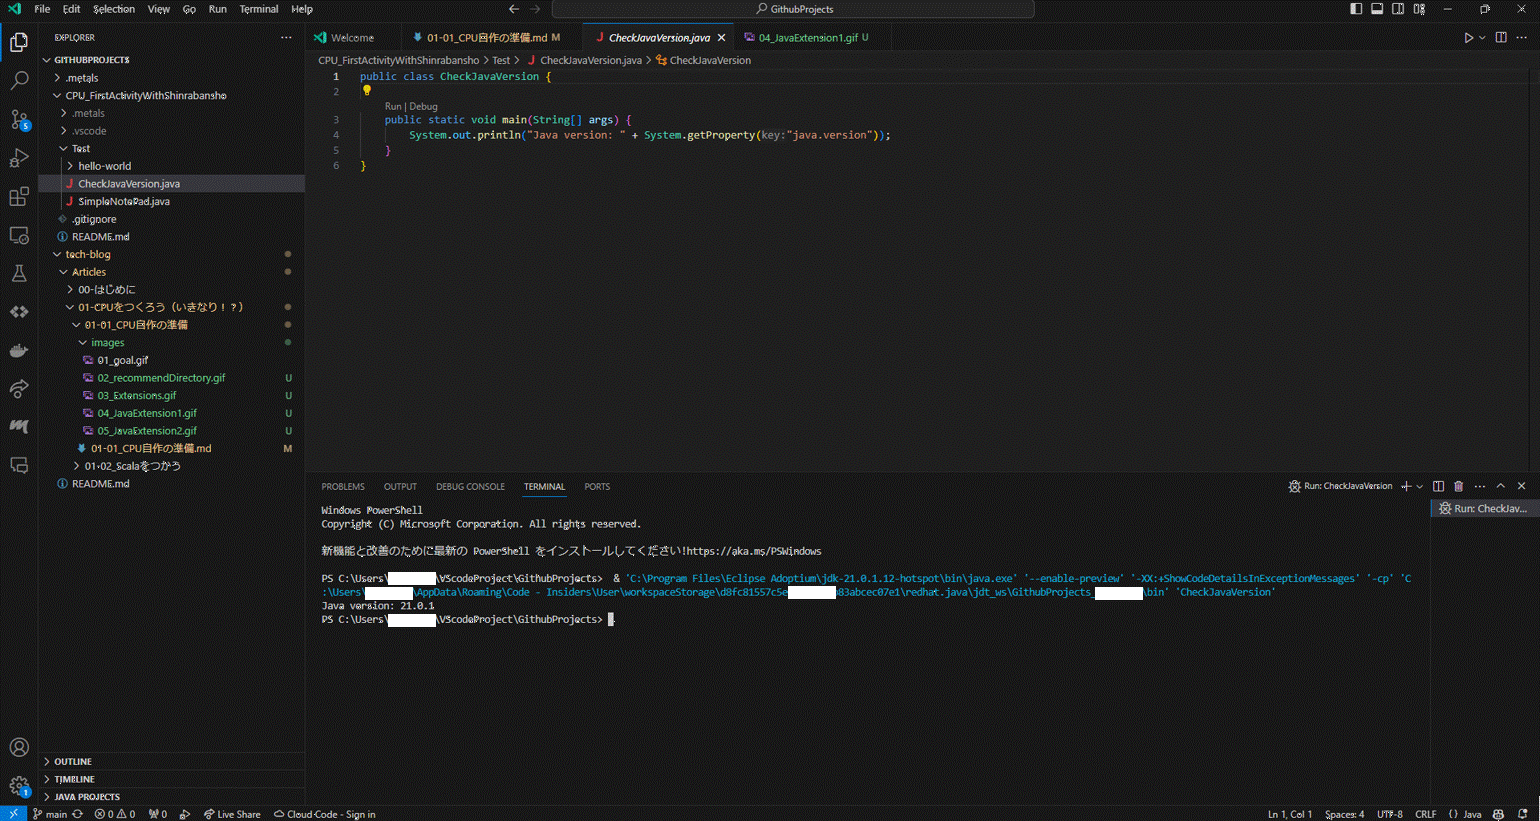 File Edit Selection View Go Run Terminal Help
GithubProjects
EXPLORER
GITHUBPROJECTS
.metals
CPU_FirstActivityWithShinrabansho
.metals
.vscode
Test
hello-world
CheckJavaVersion.java
SimpleNotePad.java
.gitignore
README.md
tech-blog
Articles
00-はじめに
01-CPUをつくろう（いきなり！？）
01-01_CPU自作の準備
images
01_goal.gif
02_recommendDirectory.gif U
03_Extensions.gif U
04_JavaExtension1.gif U
05_JavaExtension2.gif U
01-01_CPU自作の準備.md M
01-02_Scalaをつかう
README.md
OUTLINE
TIMELINE
JAVA PROJECTS
Welcome
01-01_CPU自作の準備.md M
CheckJavaVersion.java
04_JavaExtension1.gif U
CPU_FirstActivityWithShinrabansho > Test > CheckJavaVersion.java > CheckJavaVersion
1 public class CheckJavaVersion {
2
Run | Debug
3 public static void main(String[] args) {
4 System.out.println("Java version: " + System.getProperty(key:"java.version"));
5 }
6 }
PROBLEMS OUTPUT DEBUG CONSOLE TERMINAL PORTS
Run: CheckJavaVersion
Run: CheckJav...
Windows PowerShell
Copyright (C) Microsoft Corporation. All rights reserved.
新機能と改善のために最新の PowerShell をインストールしてください!https://aka.ms/PSWindows
PS C:\Users\ \VScodeProject\GithubProjects> & 'C:\Program Files\Eclipse Adoptium\jdk-21.0.1.12-hotspot\bin\java.exe' '--enable-preview' '-XX:+ShowCodeDetailsInExceptionMessages' '-cp' 'C
:\Users\ \AppData\Roaming\Code - Insiders\User\workspaceStorage\d8fc81557c5e b83abcec07e1\redhat.java\jdt_ws\GithubProjects_ \bin' 'CheckJavaVersion'
Java version: 21.0.1
PS C:\Users\ \VScodeProject\GithubProjects>
5
1
main 0 0 0 Live Share Cloud Code - Sign in
Ln 1, Col 1 Spaces: 4 UTF-8 CRLF {} Java